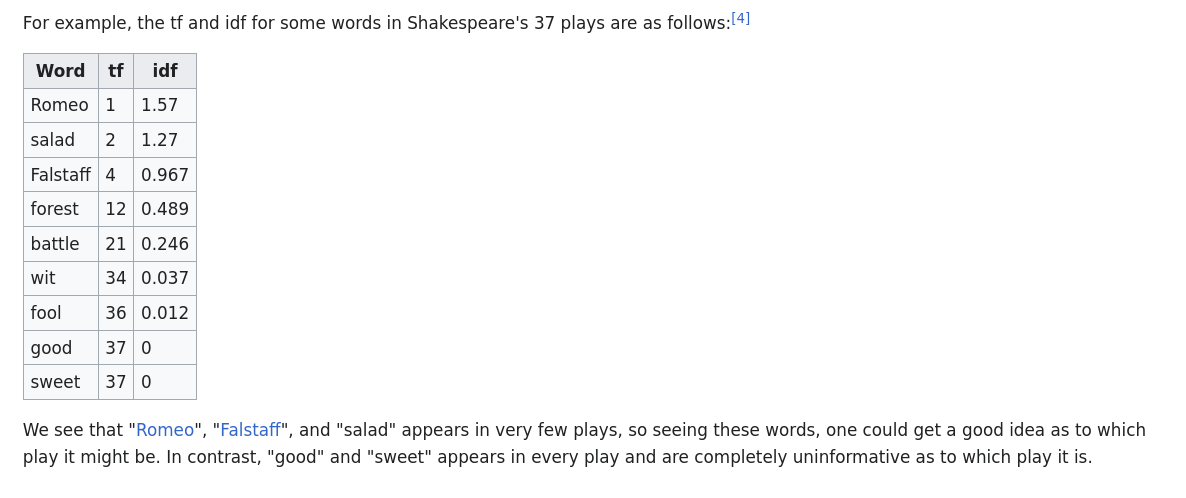 For example, the tf and idf for some words in Shakespeare's 37 plays are as follows:[4]
Word tf idf
Romeo 1 1.57
salad 2 1.27
Falstaff 4 0.967
forest 12 0.489
battle 21 0.246
wit 34 0.037
fool 36 0.012
good 37 0
sweet 37 0
We see that "Romeo", "Falstaff", and "salad" appears in very few plays, so seeing these words, one could get a good idea as to which
play it might be. In contrast, "good" and "sweet" appears in every play and are completely uninformative as to which play it is.